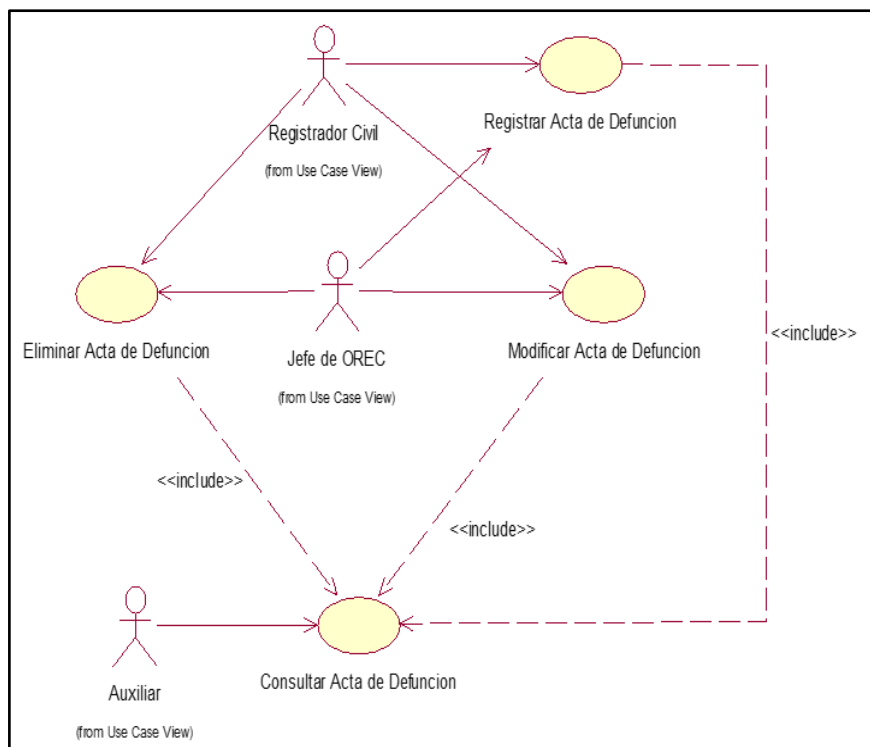 Registrador Civil
(from Use Case View)
Registrar Acta de Defuncion
Eliminar Acta de Defuncion
Jefe de OREC
(from Use Case View)
Modificar Acta de Defuncion
<<include>>
<<include>>
<<include>>
Auxiliar
(from Use Case View)
Consultar Acta de Defuncion